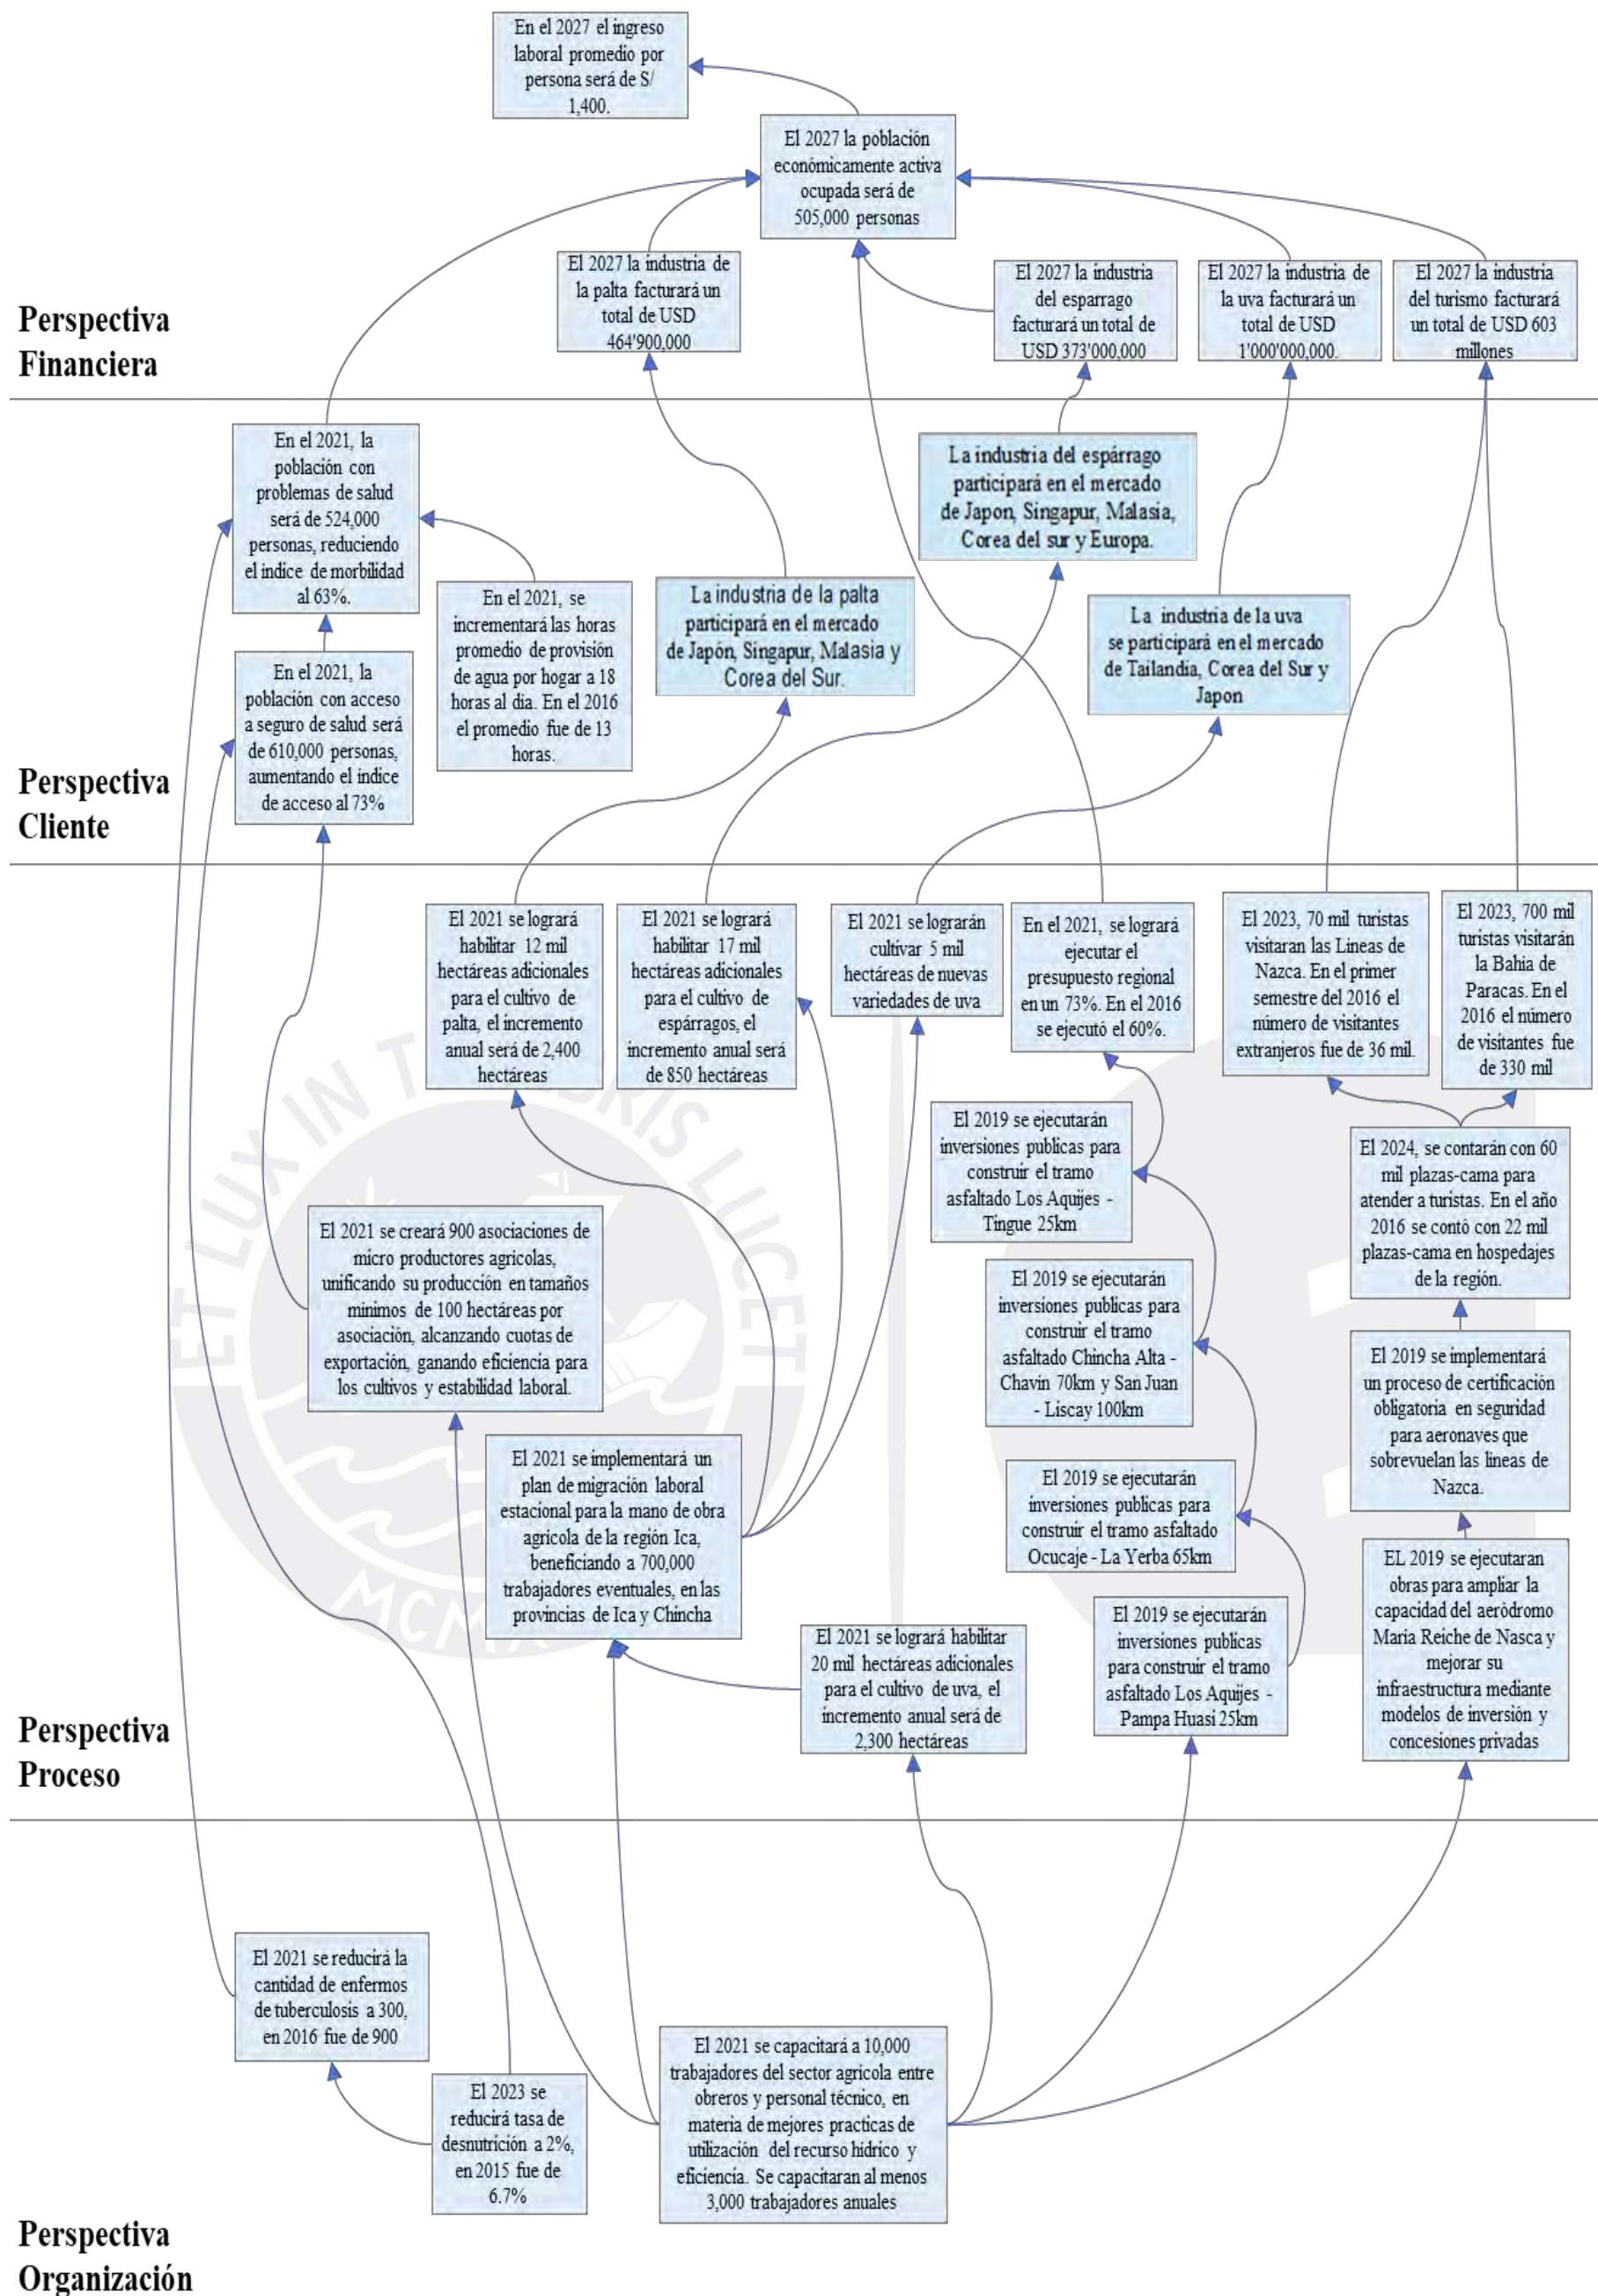 En el 2027 el ingreso
laboral promedio por
persona será de S/
1,400.
El 2027 la población
económicamente activa
ocupada será de
505,000 personas
El 2027 la industria de
la palta facturará un
total de USD
464'900,000
El 2027 la industria
del esparrago
facturará un total de
USD 373'000,000
El 2027 la industria de
la uva facturará un
total de USD
1'000'000,000.
El 2027 la industria
del turismo facturará
un total de USD 603
millones
Perspectiva
Financiera
En el 2021, la
población con
problemas de salud
será de 524,000
personas, reduciendo
el índice de morbilidad
al 63%.
La industria del espárrago
participará en el mercado
de Japon, Singapur, Malasia,
Corea del sur y Europa.
En el 2021, se
incrementará las horas
promedio de provisión
de agua por hogar a 18
horas al día. En el 2016
el promedio fue de 13
horas.
La industria de la palta
participará en el mercado
de Japón, Singapur, Malasia y
Corea del Sur.
La industria de la uva
se participará en el mercado
de Tailandia, Corea del Sur y
Japon
En el 2021, la
población con acceso
a seguro de salud será
de 610,000 personas,
aumentando el índice
de acceso al 73%
Perspectiva
Cliente
El 2021 se logrará
habilitar 12 mil
hectáreas adicionales
para el cultivo de
palta, el incremento
anual será de 2,400
hectáreas
El 2021 se logrará
habilitar 17 mil
hectáreas adicionales
para el cultivo de
espárragos, el
incremento anual será
de 850 hectáreas
El 2021 se lograrán
cultivar 5 mil
hectáreas de nuevas
variedades de uva
En el 2021, se logrará
ejecutar el
presupuesto regional
en un 73%. En el 2016
se ejecutó el 60%.
El 2023, 70 mil turistas
visitaran las Líneas de
Nazca. En el primer
semestre del 2016 el
número de visitantes
extranjeros fue de 36 mil.
El 2023, 700 mil
turistas visitarán
la Bahia de
Paracas. En el
2016 el número
de visitantes fue
de 330 mil
El 2019 se ejecutarán
inversiones publicas para
construir el tramo
asfaltado Los Aquijes -
Tingue 25km
El 2024, se contarán con 60
mil plazas-cama para
atender a turistas. En el año
2016 se contó con 22 mil
plazas-cama en hospedajes
de la región.
El 2021 se creará 900 asociaciones de
micro productores agrícolas,
unificando su producción en tamaños
mínimos de 100 hectáreas por
asociación, alcanzando cuotas de
exportación, ganando eficiencia para
los cultivos y estabilidad laboral.
El 2019 se ejecutarán
inversiones publicas para
construir el tramo
asfaltado Chincha Alta -
Chavin 70km y San Juan
- Liscay 100km
El 2019 se implementará
un proceso de certificación
obligatoria en seguridad
para aeronaves que
sobrevuelan las líneas de
Nazca.
El 2021 se implementará un
plan de migración laboral
estacional para la mano de obra
agrícola de la región Ica,
beneficiando a 700,000
trabajadores eventuales, en las
provincias de Ica y Chincha
El 2019 se ejecutarán
inversiones publicas para
construir el tramo asfaltado
Ocucaje - La Yerba 65km
EL 2019 se ejecutaran
obras para ampliar la
capacidad del aeródromo
María Reiche de Nasca y
mejorar su
infraestructura mediante
modelos de inversión y
concesiones privadas
El 2019 se ejecutarán
inversiones publicas
para construir el tramo
asfaltado Los Aquijes -
Pampa Huasi 25km
El 2021 se logrará habilitar
20 mil hectáreas adicionales
para el cultivo de uva, el
incremento anual será de
2,300 hectáreas
Perspectiva
Proceso
El 2021 se reducirá la
cantidad de enfermos
de tuberculosis a 300,
en 2016 fue de 900
El 2023 se
reducirá tasa de
desnutrición a 2%,
en 2015 fue de
6.7%
El 2021 se capacitará a 10,000
trabajadores del sector agrícola entre
obreros y personal técnico, en
materia de mejores practicas de
utilización del recurso hídrico y
eficiencia. Se capacitaran al menos
3,000 trabajadores anuales
Perspectiva
Organización
ET LUX IN LUCET